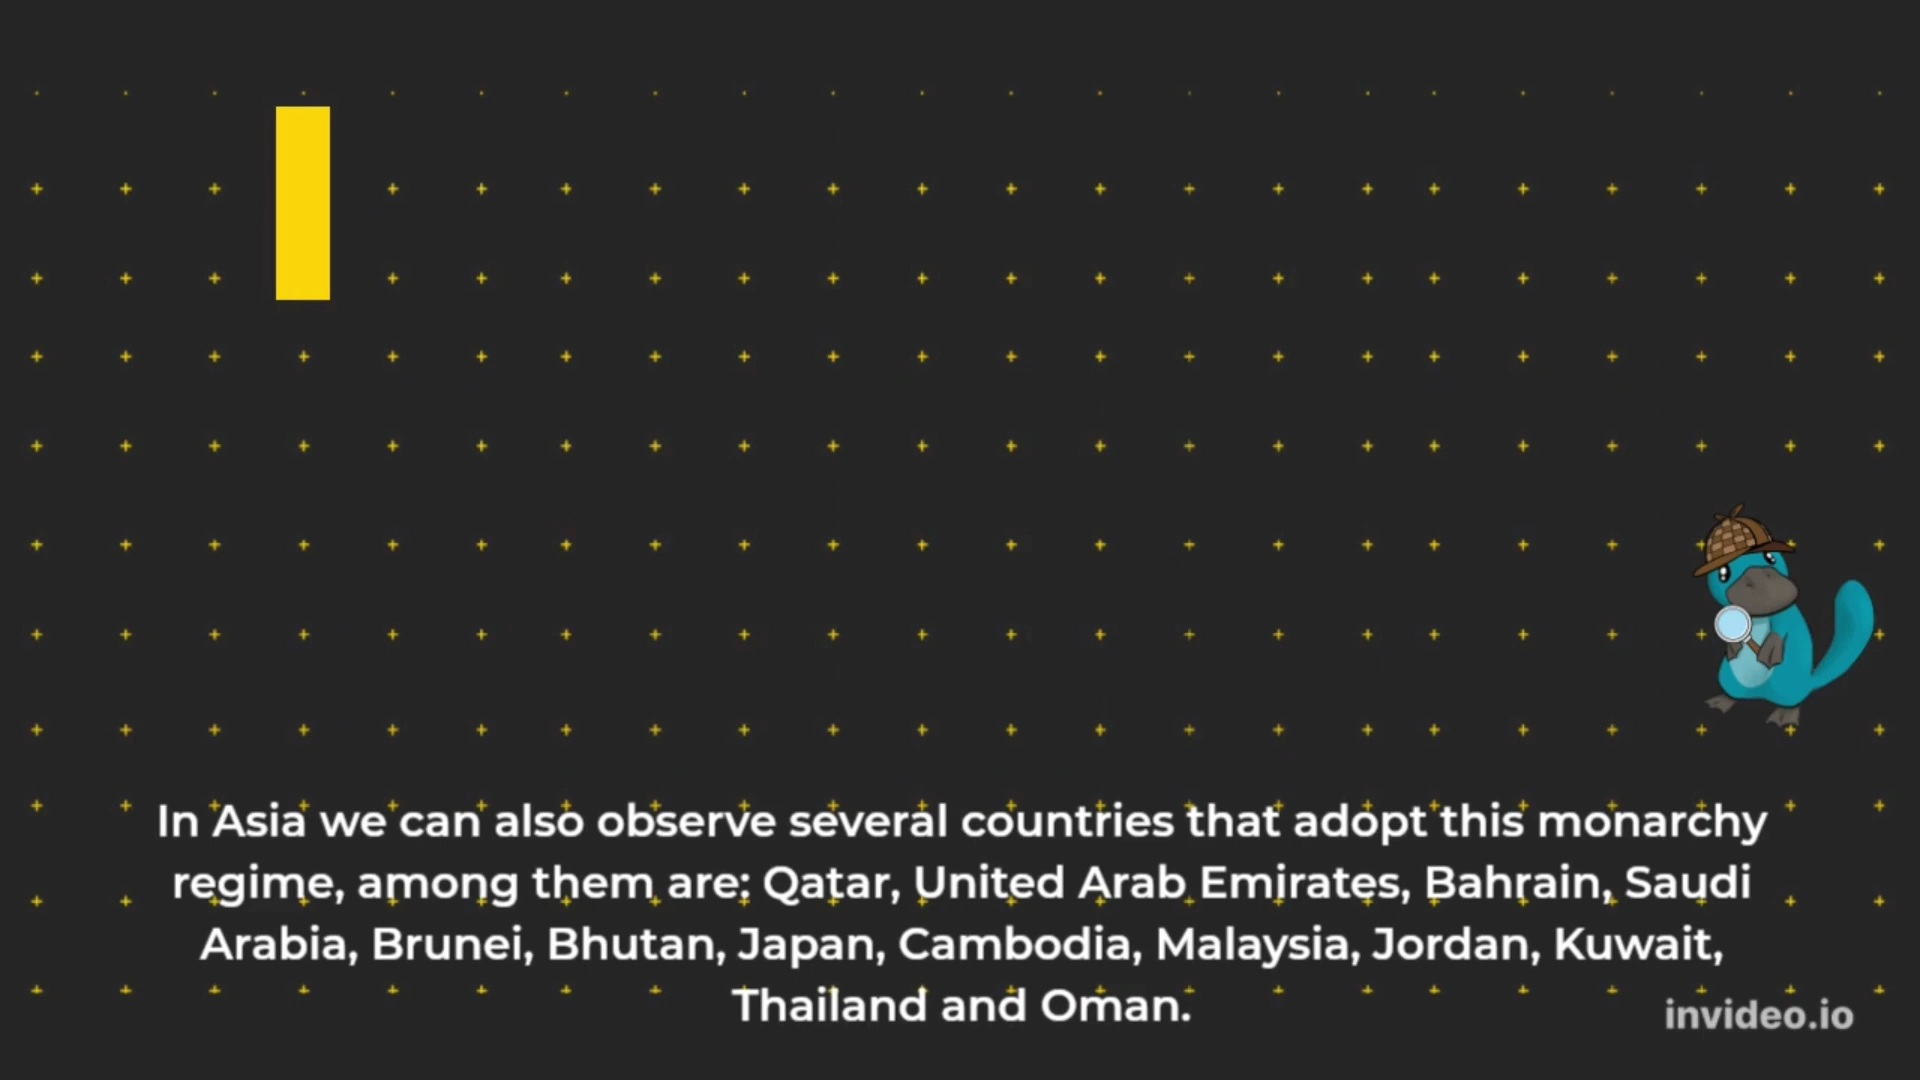 In Asia we can also observe several countries that adopt this monarchy
regime, among them are: Qatar, United Arab Emirates, Bahrain, Saudi
Arabia, Brunei, Bhutan, Japan, Cambodia, Malaysia, Jordan, Kuwait,
Thailand and Oman.
invideo.io